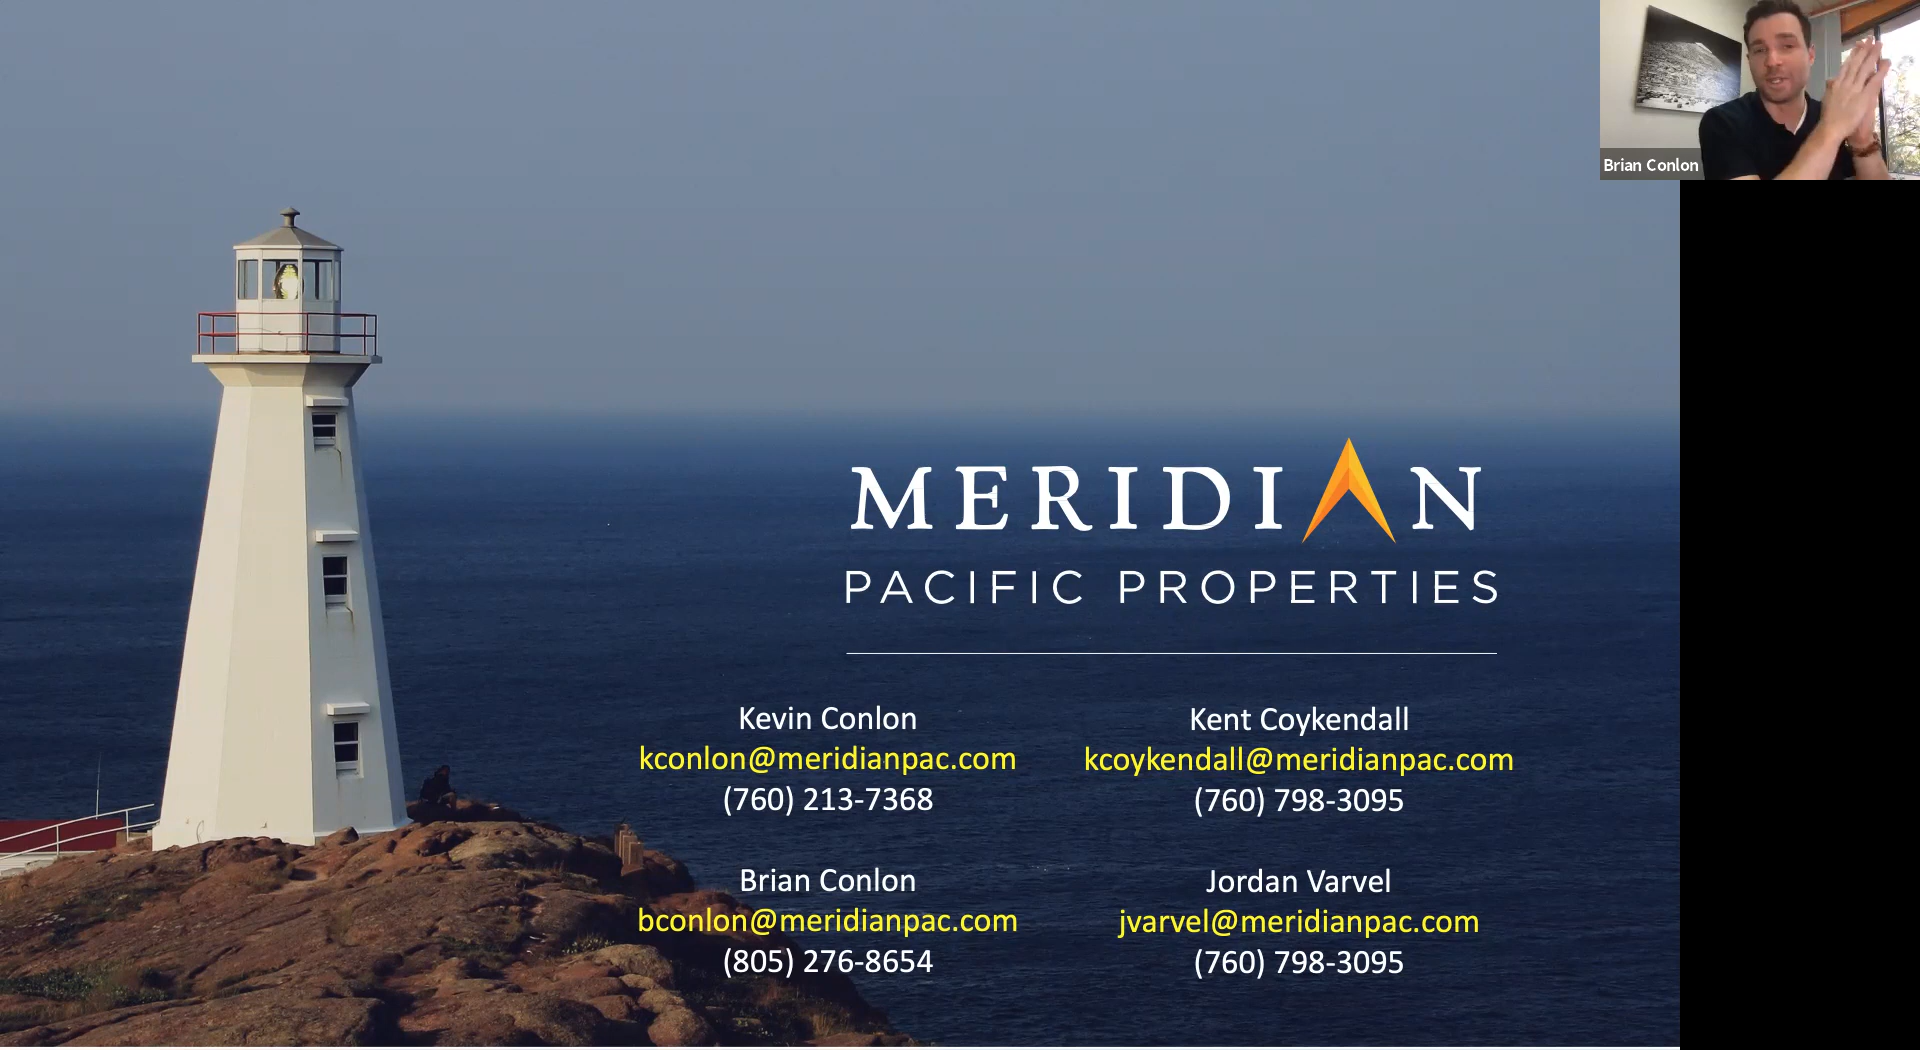 Brian Conlon
MERIDIAN
PACIFIC PROPERTIES
Kevin Conlon
kconlon@meridianpac.com
(760) 213-7368
Kent Coykendall
kcoykendall@meridianpac.com
(760) 798-3095
Brian Conlon
bconlon@meridianpac.com
(805) 276-8654
Jordan Varvel
jvarvel@meridianpac.com
(760) 798-3095